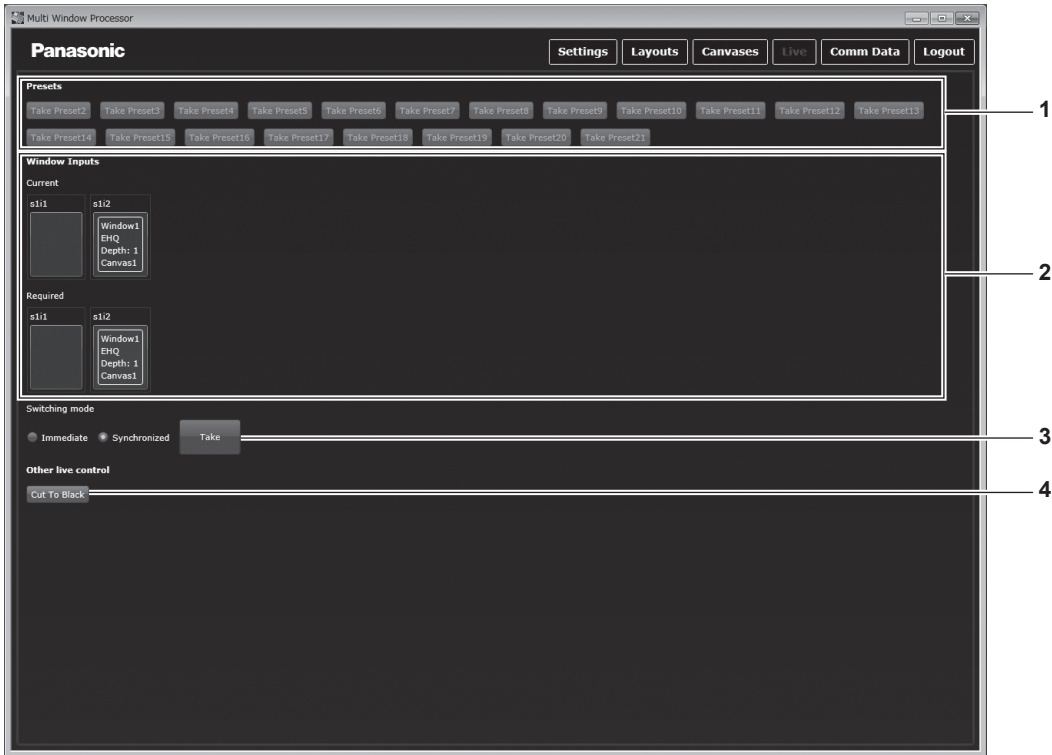 Multi Window Processor
Panasonic
Settings Layouts Canvases Live Comm Data Logout
Presets
Take Preset2 Take Preset3 Take Preset4 Take Preset5 Take Preset6 Take Preset7 Take Preset8 Take Preset9 Take Preset10 Take Preset11 Take Preset12 Take Preset13
1
Take Preset14 Take Preset15 Take Preset16 Take Preset17 Take Preset18 Take Preset19 Take Preset20 Take Preset21
Window Inputs
Current
s1i1 s1i2
Window1
EHQ
Depth: 1
Canvas1
2
Required
s1i1 s1i2
Window1
EHQ
Depth: 1
Canvas1
Switching mode
Immediate Synchronized Take
3
Other live control
Cut To Black
4